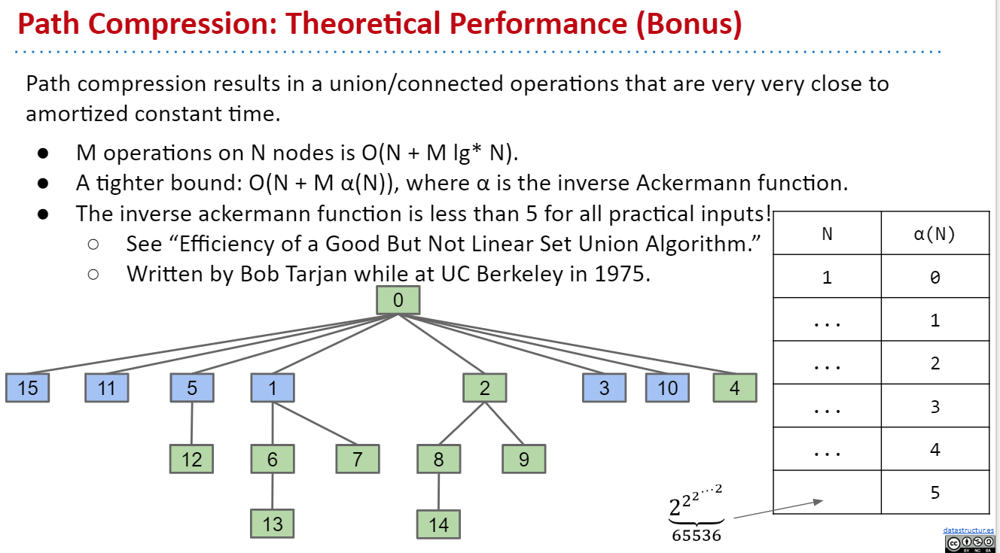 Path Compression: Theoretical Performance (Bonus)
Path compression results in a union/connected operations that are very very close to
amortized constant time.
● M operations on N nodes is O(N + M lg* N).
● A tighter bound: O(N + M α(N)), where α is the inverse Ackermann function.
● The inverse ackermann function is less than 5 for all practical inputs!
○ See “Efficiency of a Good But Not Linear Set Union Algorithm.”
○ Written by Bob Tarjan while at UC Berkeley in 1975.
N α(N)
1 0
... 1
... 2
... 3
... 4
5
0
15 11 5 1 2 3 10 4
12 6 7 8 9
13 14
2^2^2^⋯^2
65536
datastructur.es
cc BY NC SA